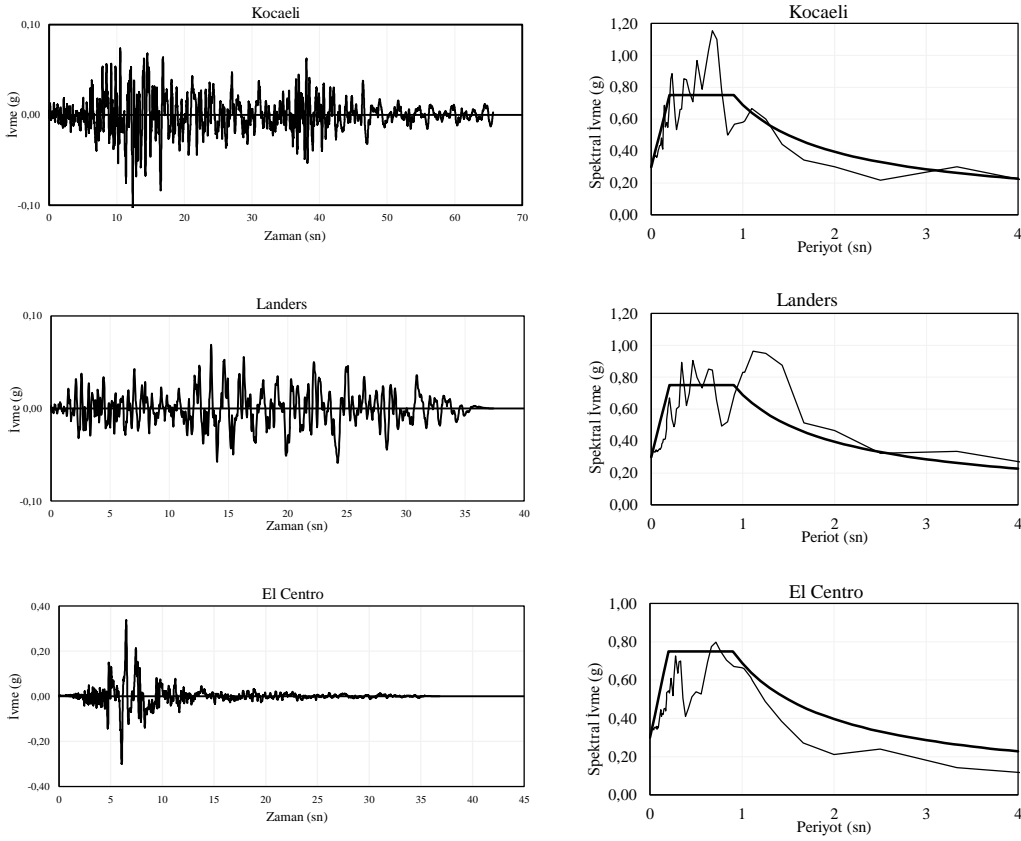 Kocaeli
0,10
0,00
-0,10
İvme (g)
0 10 20 30 40 50 60 70
Zaman (sn)
Kocaeli
1,20
1,00
0,80
0,60
0,40
0,20
0,00
Spektral İvme (g)
0 1 2 3 4
Periyot (sn)
Landers
0,10
0,00
-0,10
İvme (g)
0 5 10 15 20 25 30 35 40
Zaman (sn)
Landers
1,20
1,00
0,80
0,60
0,40
0,20
0,00
Spektral İvme (g)
0 1 2 3 4
Periot (sn)
El Centro
0,40
0,20
0,00
-0,20
-0,40
İvme (g)
0 5 10 15 20 25 30 35 40 45
Zaman (sn)
El Centro
1,00
0,80
0,60
0,40
0,20
0,00
Spektral İvme (g)
0 1 2 3 4
Periyot (sn)